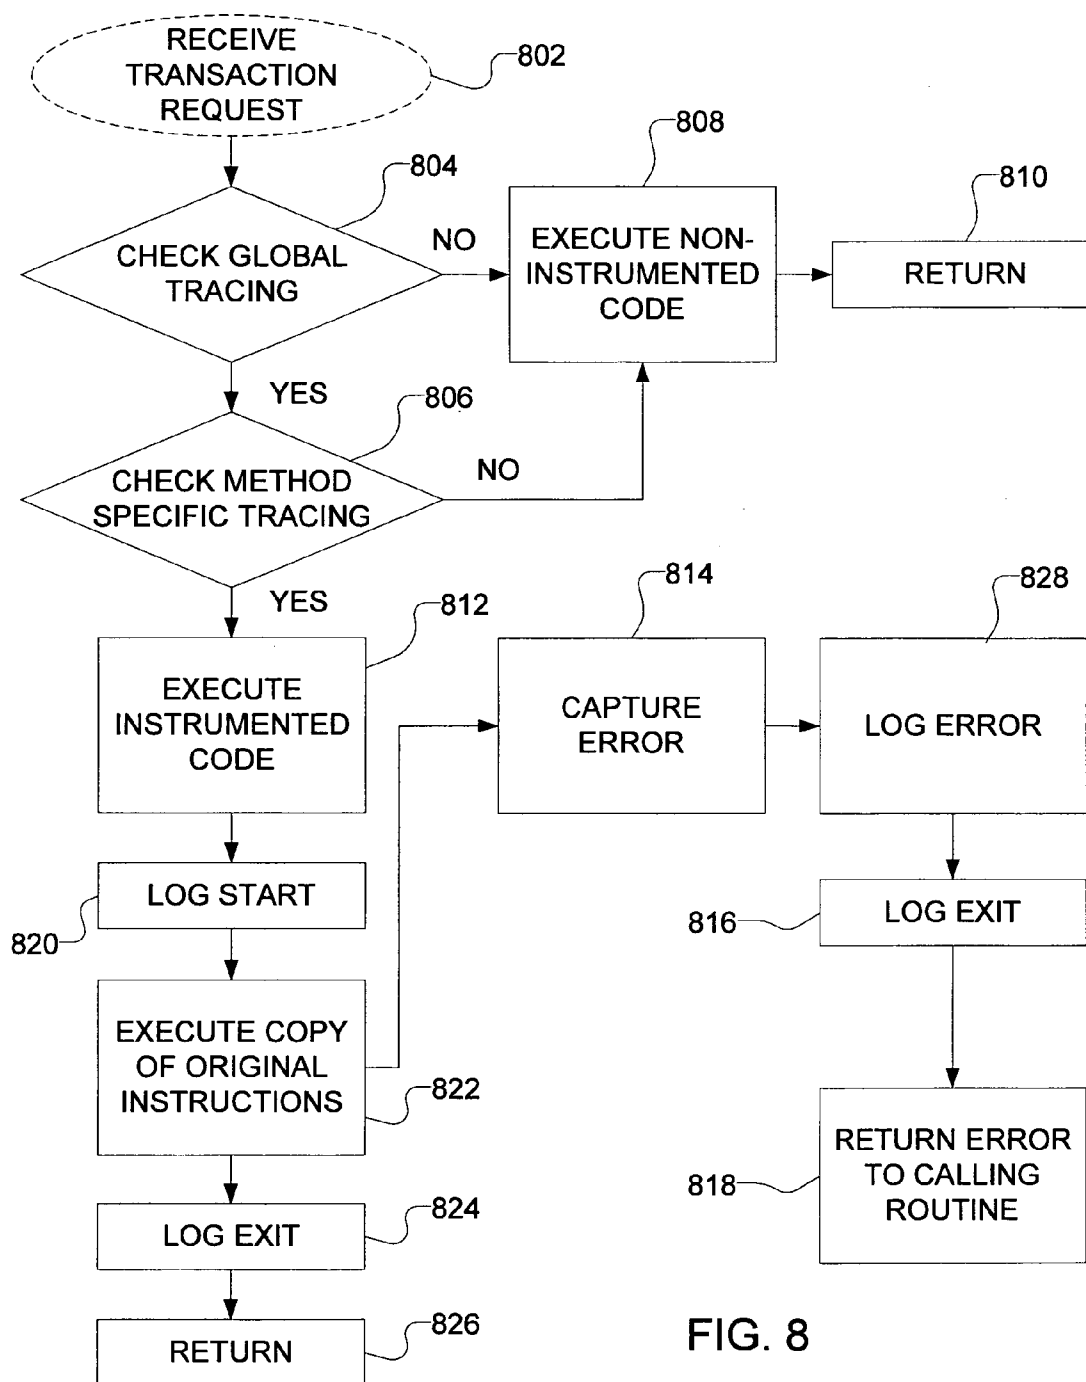 RECEIVE
TRANSACTION
REQUEST
802
804
CHECK GLOBAL
TRACING
NO
808
EXECUTE NON-
INSTRUMENTED
CODE
810
RETURN
YES
806
CHECK METHOD
SPECIFIC TRACING
NO
YES
812
EXECUTE
INSTRUMENTED
CODE
814
CAPTURE
ERROR
828
LOG ERROR
LOG START
820
816
LOG EXIT
EXECUTE COPY
OF ORIGINAL
INSTRUCTIONS
822
818
RETURN ERROR
TO CALLING
ROUTINE
824
LOG EXIT
826
RETURN
FIG. 8